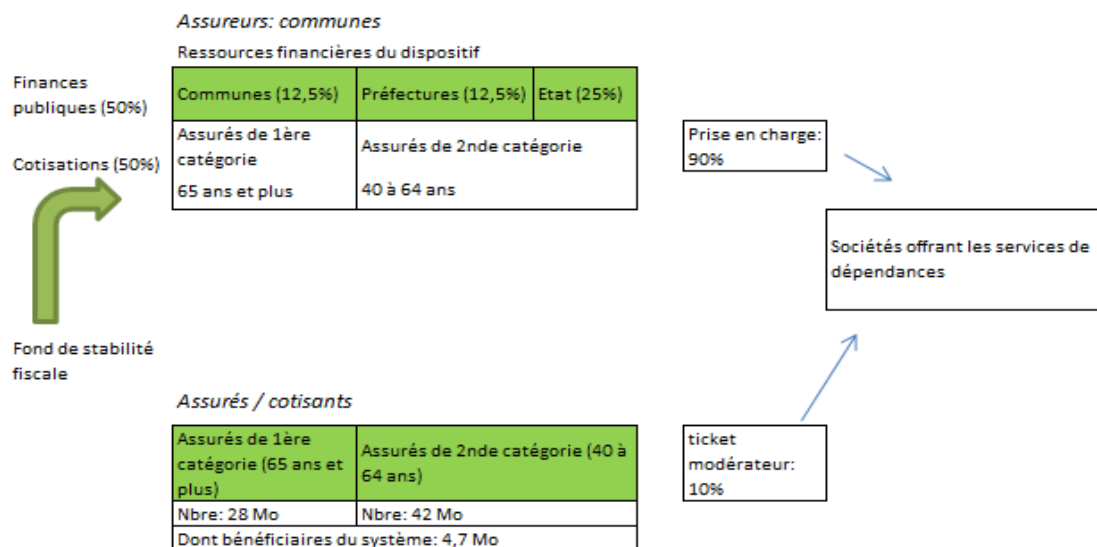 Assureurs: communes
Ressources financières du dispositif
Finances
publiques (50%)
Communes (12,5%)
Préfectures (12,5%)
Etat (25%)
Cotisations (50%)
Assurés de 1ère
catégorie
65 ans et plus
Assurés de 2nde catégorie
40 à 64 ans
Prise en charge:
90%
Sociétés offrant les services de
dépendances
Fond de stabilité
fiscale
Assurés / cotisants
Assurés de 1ère
catégorie (65 ans et
plus)
Assurés de 2nde catégorie (40 à
64 ans)
ticket
modérateur:
10%
Nbre: 28 Mo
Nbre: 42 Mo
Dont bénéficiaires du système: 4,7 Mo